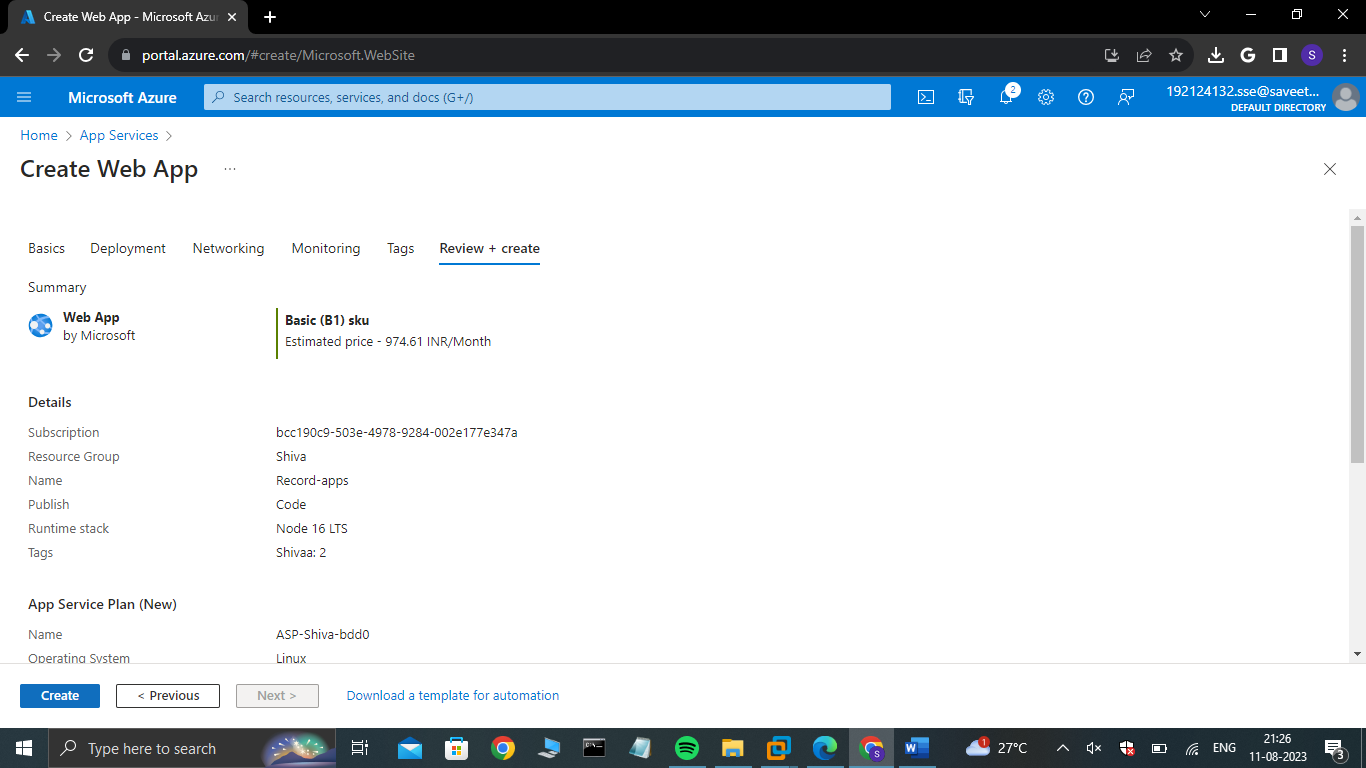 Create Web App - Microsoft Azur
portal.azure.com/#create/Microsoft.WebSite
S
Microsoft Azure
Search resources, services, and docs (G+/)
2
192124132.sse@saveet...
DEFAULT DIRECTORY
Home > App Services >
Create Web App ...
Basics Deployment Networking Monitoring Tags Review + create
Summary
Web App
by Microsoft
Basic (B1) sku
Estimated price - 974.61 INR/Month
Details
Subscription bcc190c9-503e-4978-9284-002e177e347a
Resource Group Shiva
Name Record-apps
Publish Code
Runtime stack Node 16 LTS
Tags Shivaa: 2
App Service Plan (New)
Name ASP-Shiva-bdd0
Operating System Linux
Create < Previous Next > Download a template for automation
Type here to search
S
W
1
27°C
ENG
21:26
11-08-2023
3